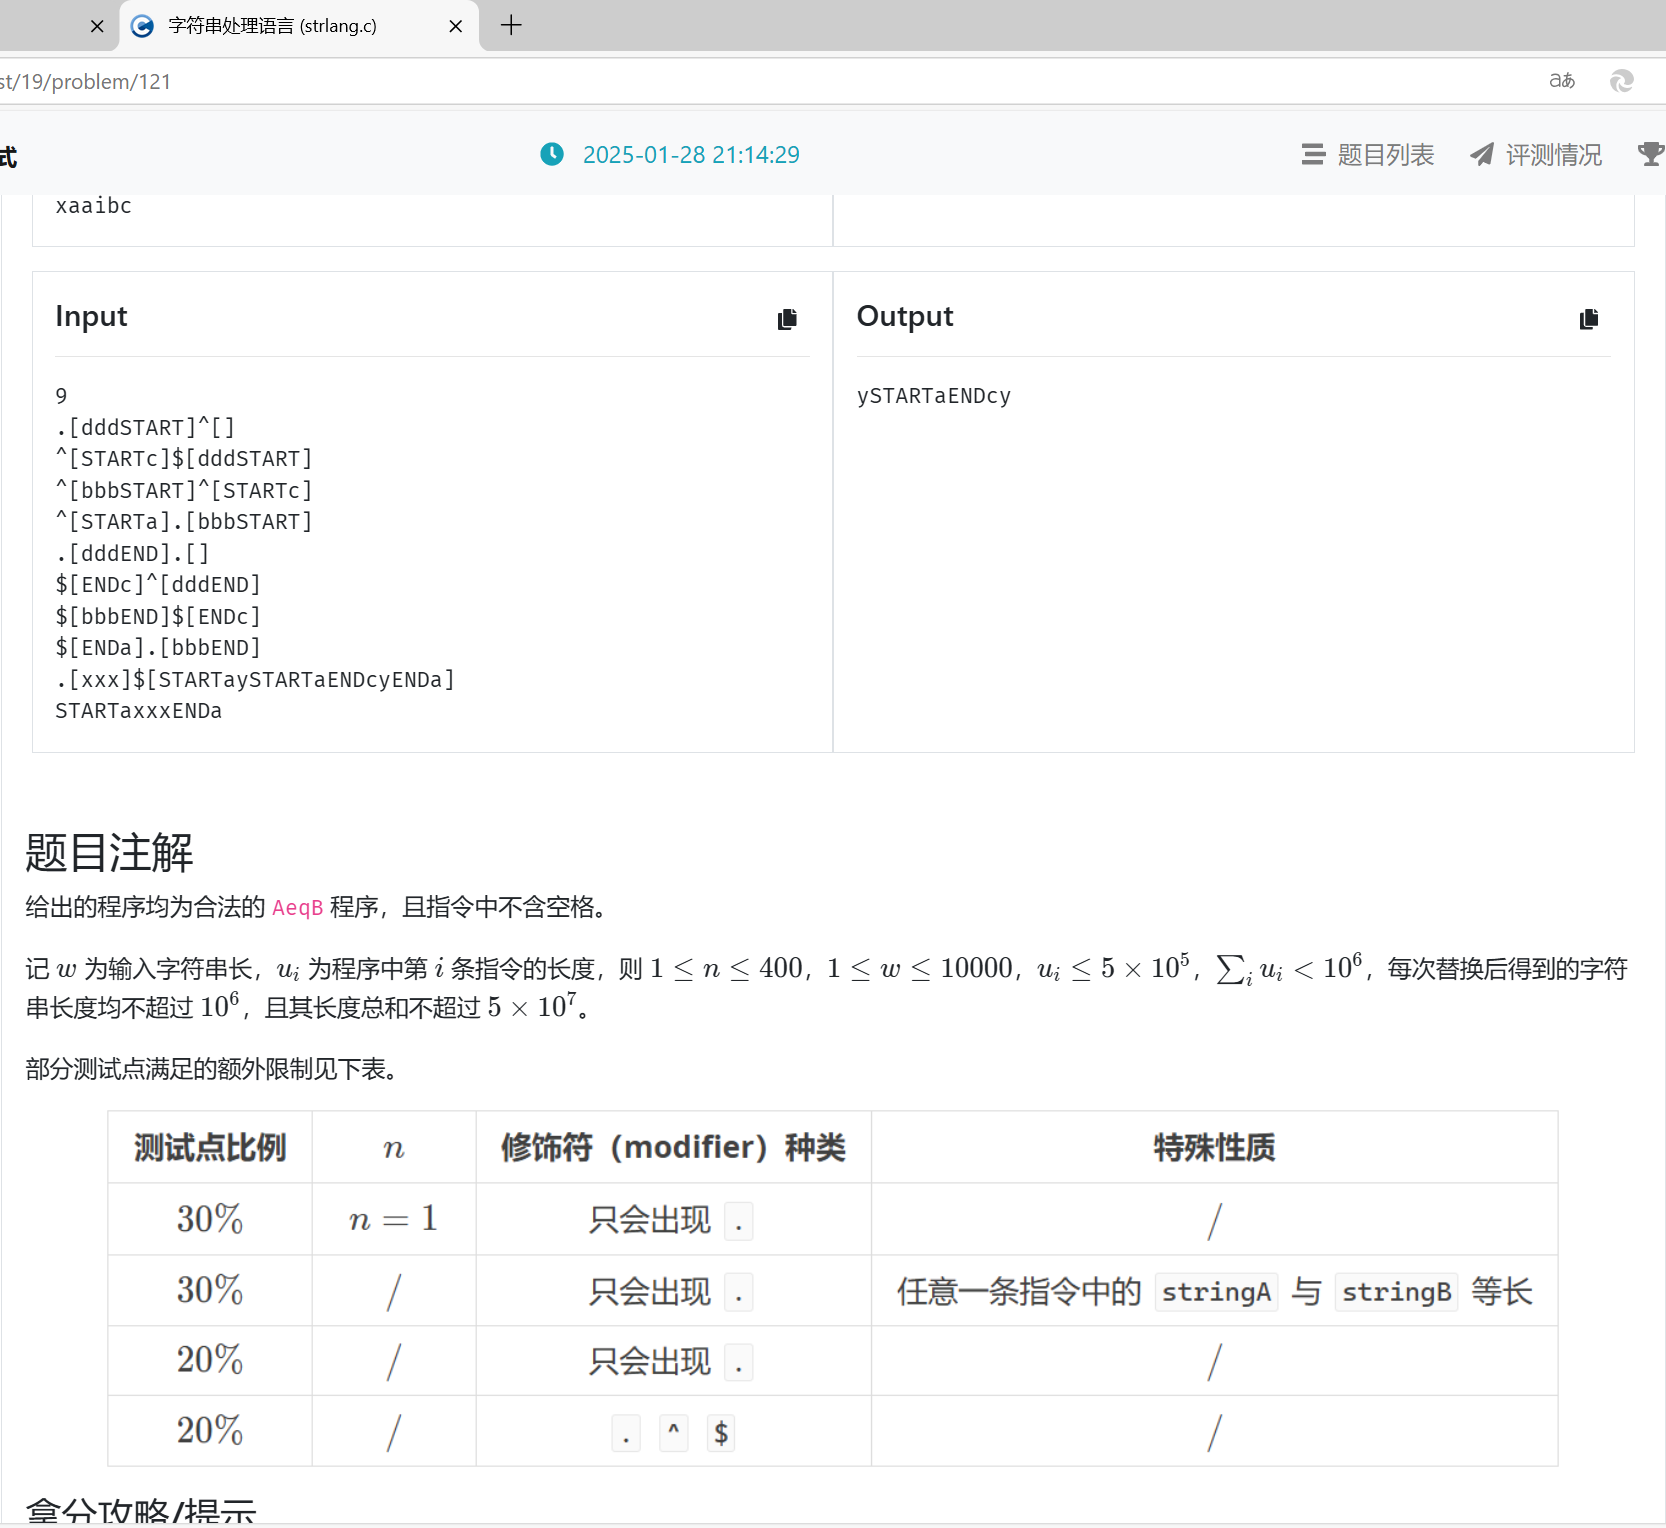 字符串处理语言 (strlang.c)
st/19/problem/121
aあ
式
2025-01-28 21:14:29
题目列表
评测情况
xaaibc
Input
Output
9
.[dddSTART]^[]
^[STARTc]$[dddSTART]
^[bbbSTART]^[STARTc]
^[STARTa].[bbbSTART]
.[dddEND].[]
$[ENDc]^[dddEND]
$[bbbEND]$[ENDc]
$[ENDa].[bbbEND]
.[xxx]$[STARTaySTARTaENDcyENDa]
STARTaxxxENDa
ySTARTaENDcy
题目注解
给出的程序均为合法的 AeqB 程序，且指令中不含空格。
记 w 为输入字符串长，u_i 为程序中第 i 条指令的长度，则 1 ≤ n ≤ 400，1 ≤ w ≤ 10000，u_i ≤ 5 × 10^5，∑_i u_i < 10^6，每次替换后得到的字符
串长度均不超过 10^6，且其长度总和不超过 5 × 10^7。
部分测试点满足的额外限制见下表。
测试点比例 n 修饰符（modifier）种类 特殊性质
30% n = 1 只会出现 . /
30% / 只会出现 . 任意一条指令中的 stringA 与 stringB 等长
20% / 只会出现 . /
20% / . ^ $ /
拿分攻略/提示